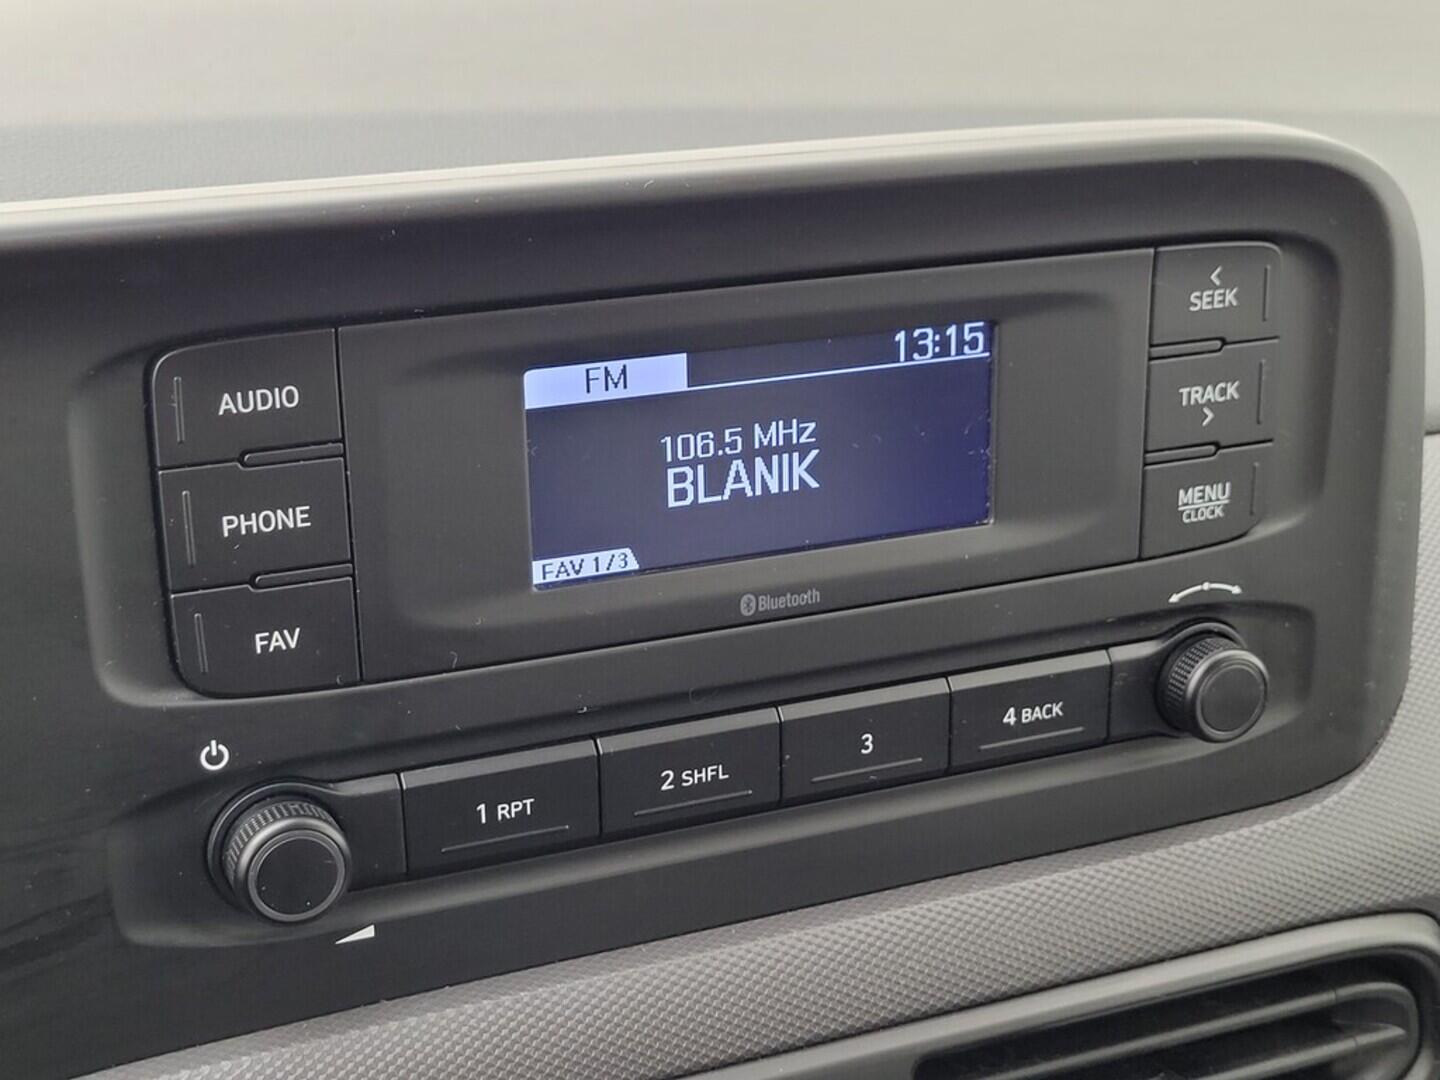 AUDIO
PHONE
FAV
FM
13:15
106.5 MHz
BLANIK
FAV 1/3
Bluetooth
< SEEK
TRACK >
MENU
CLOCK
1 RPT
2 SHFL
3
4 BACK